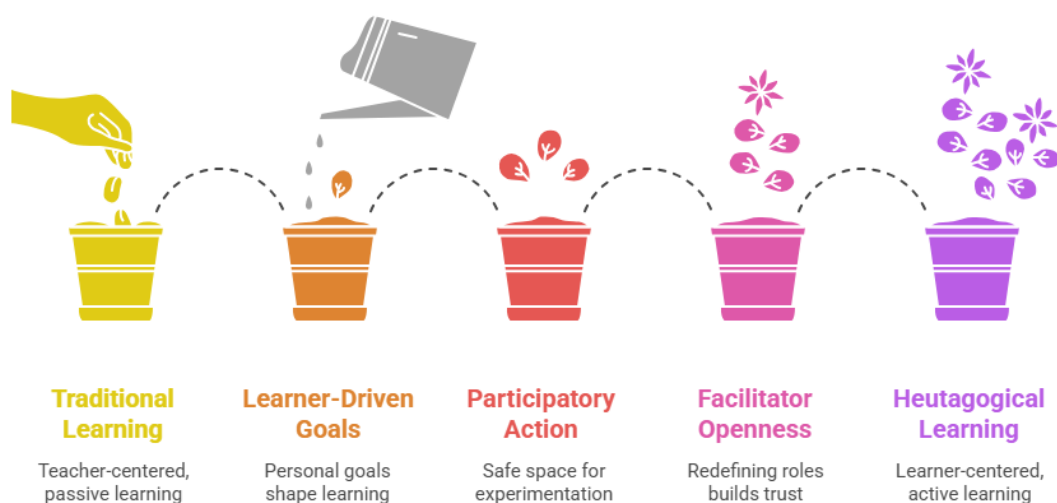 Traditional
Learning
Teacher-centered,
passive learning
Learner-Driven
Goals
Personal goals
shape learning
Participatory
Action
Safe space for
experimentation
Facilitator
Openness
Redefining roles
builds trust
Heutagogical
Learning
Learner-centered,
active learning